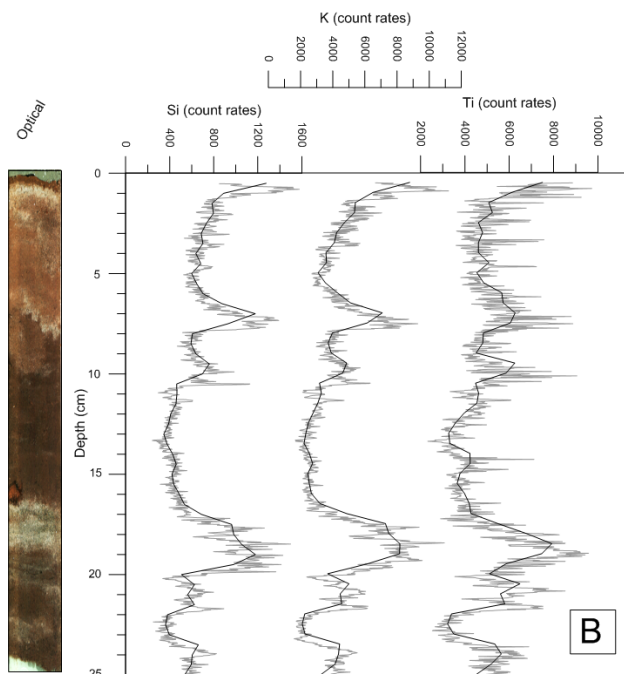 K (count rates)
0 2000 4000 6000 8000 10000 12000
Optical
Si (count rates)
Ti (count rates)
0 400 800 1200 1600
2000 4000 6000 8000 10000
0
5
10
Depth (cm)
15
20
B
25